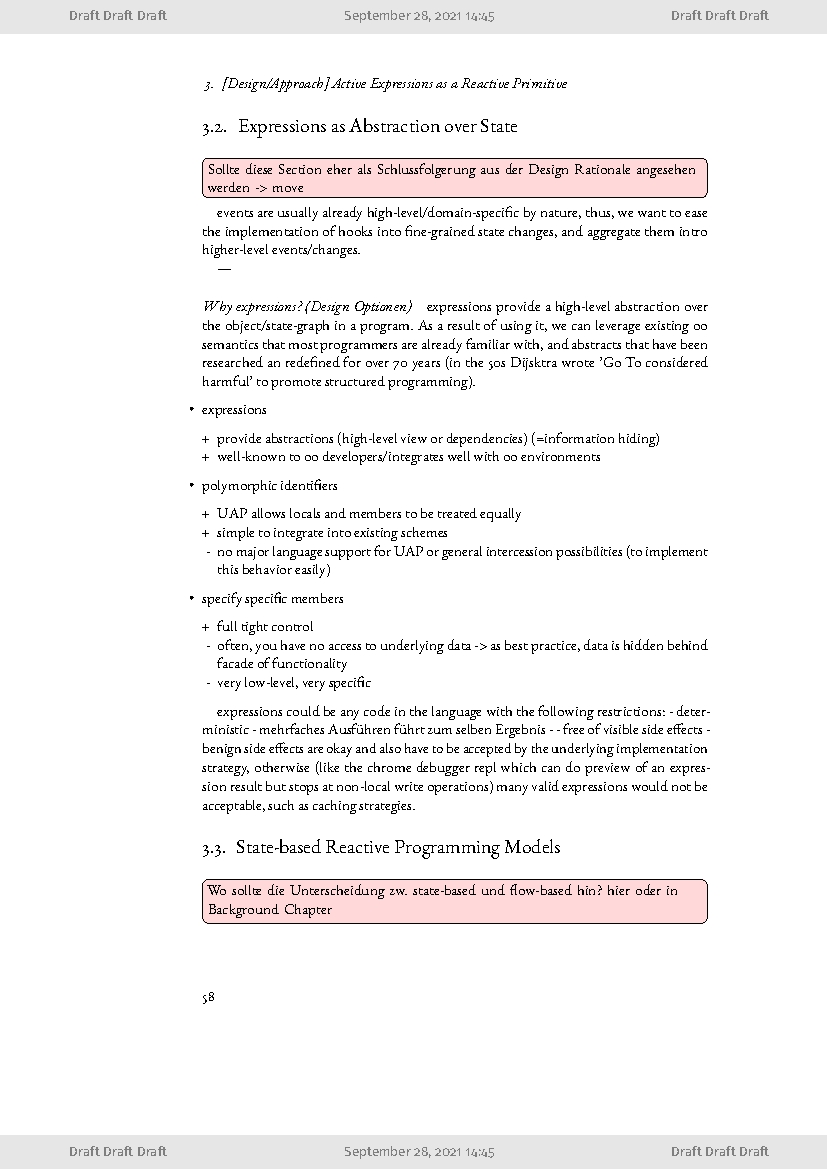 Draft Draft Draft September 28, 2021 14:45 Draft Draft Draft
3. [Design/Approach] Active Expressions as a Reactive Primitive
3.2. Expressions as Abstraction over State
Sollte diese Section eher als Schlussfolgerung aus der Design Rationale angesehen
werden -> move
events are usually already high-level/domain-specific by nature, thus, we want to ease
the implementation of hooks into fine-grained state changes, and aggregate them intro
higher-level events/changes.
—
Why expressions? (Design Optionen) expressions provide a high-level abstraction over
the object/state-graph in a program. As a result of using it, we can leverage existing oo
semantics that most programmers are already familiar with, and abstracts that have been
researched an redefined for over 70 years (in the 50s Dijsktra wrote 'Go To considered
harmful' to promote structured programming).
• expressions
+ provide abstractions (high-level view or dependencies) (=information hiding)
+ well-known to oo developers/integrates well with oo environments
• polymorphic identifiers
+ UAP allows locals and members to be treated equally
+ simple to integrate into existing schemes
- no major language support for UAP or general intercession possibilities (to implement
this behavior easily)
• specify specific members
+ full tight control
- often, you have no access to underlying data -> as best practice, data is hidden behind
facade of functionality
- very low-level, very specific
expressions could be any code in the language with the following restrictions: - deter-
ministic - mehrfaches Ausführen führt zum selben Ergebnis - - free of visible side effects -
benign side effects are okay and also have to be accepted by the underlying implementation
strategy, otherwise (like the chrome debugger repl which can do preview of an expres-
sion result but stops at non-local write operations) many valid expressions would not be
acceptable, such as caching strategies.
3.3. State-based Reactive Programming Models
Wo sollte die Unterscheidung zw. state-based und flow-based hin? hier oder in
Background Chapter
58
Draft Draft Draft September 28, 2021 14:45 Draft Draft Draft